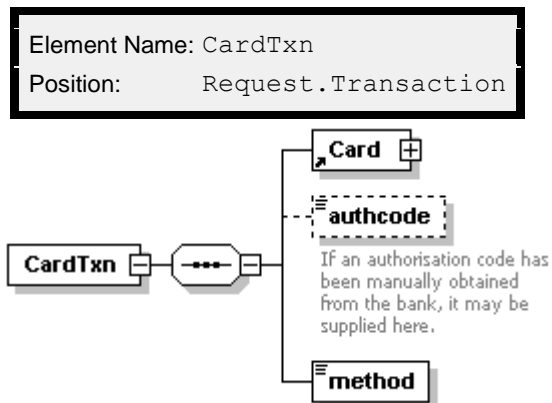 Element Name: CardTxn
Position: Request.Transaction
Card
authcode
If an authorisation code has
been manually obtained
from the bank, it may be
supplied here.
CardTxn
method